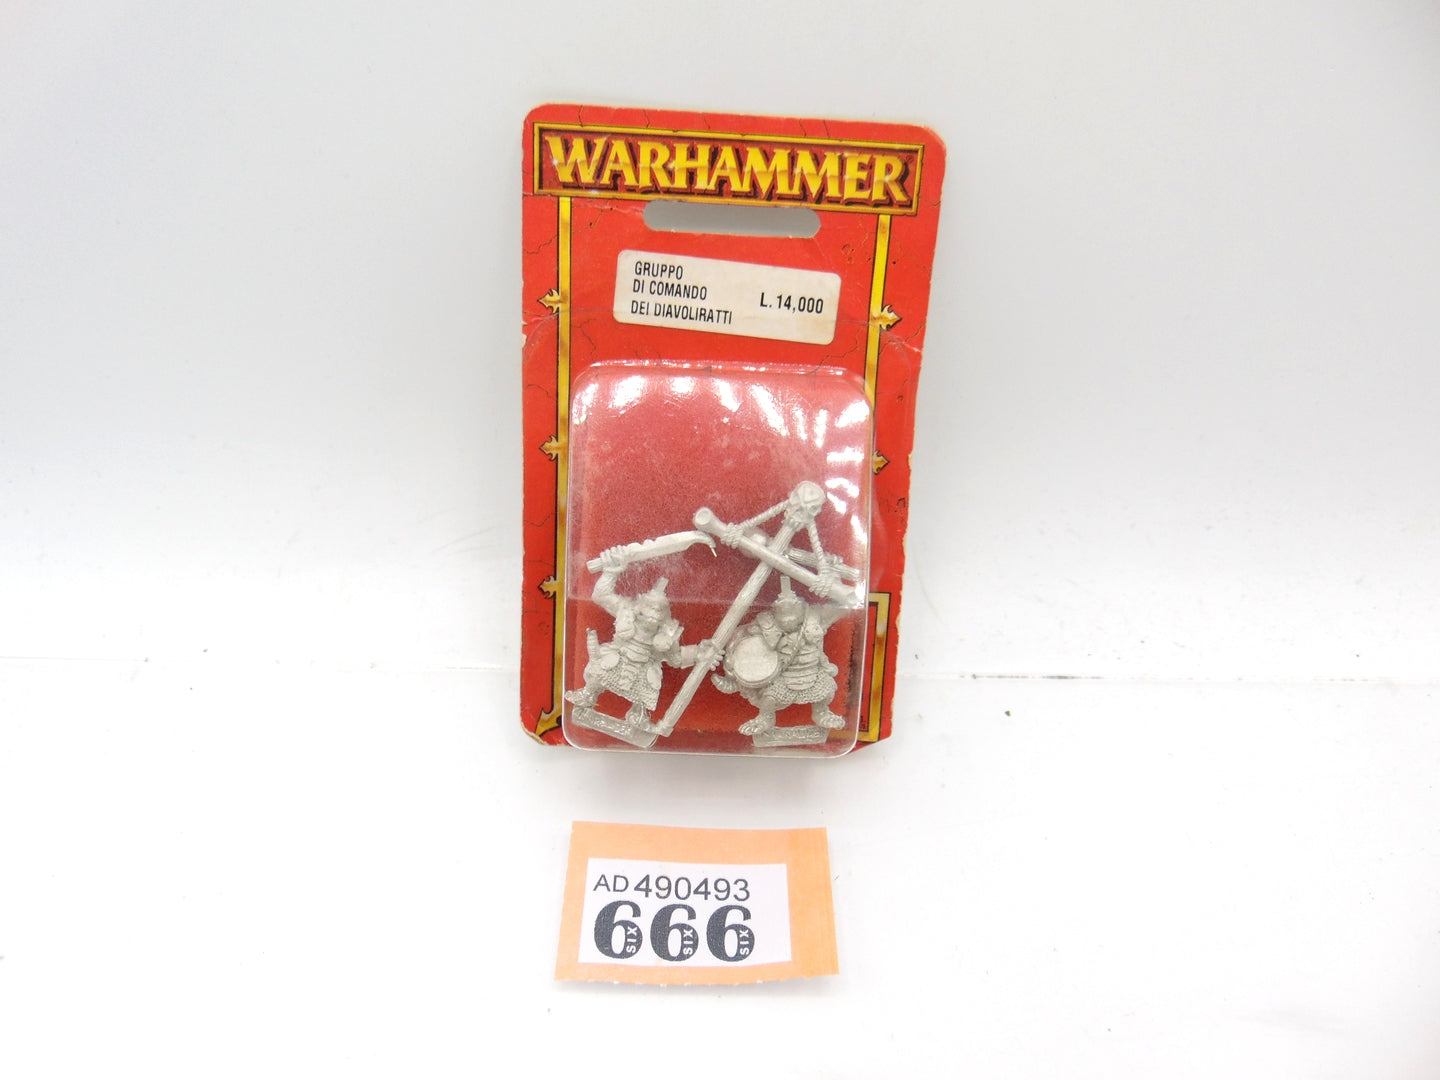 WARHAMMER
GRUPPO
DI COMANDO
DEI DIAVOLIRATTI
L. 14,000
AD 490493
666
SIX SIX SIX